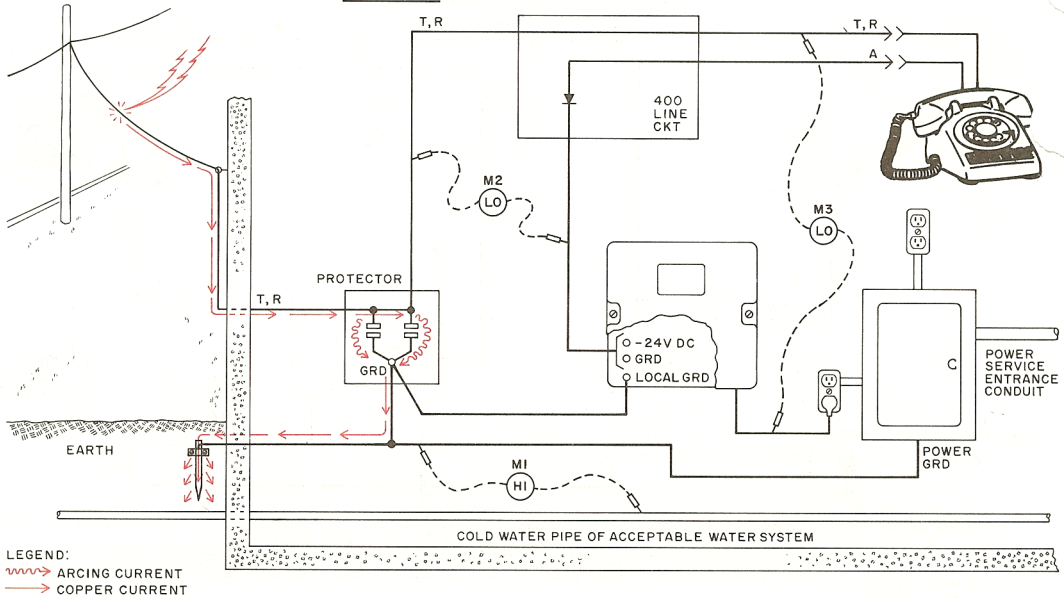 T, R
T, R
A
400
LINE
CKT
M2
LO
M3
LO
PROTECTOR
T, R
GRD
-24V DC
GRD
LOCAL GRD
POWER
SERVICE
ENTRANCE
CONDUIT
EARTH
POWER
GRD
M1
HI
COLD WATER PIPE OF ACCEPTABLE WATER SYSTEM
LEGEND:
ARCING CURRENT
COPPER CURRENT